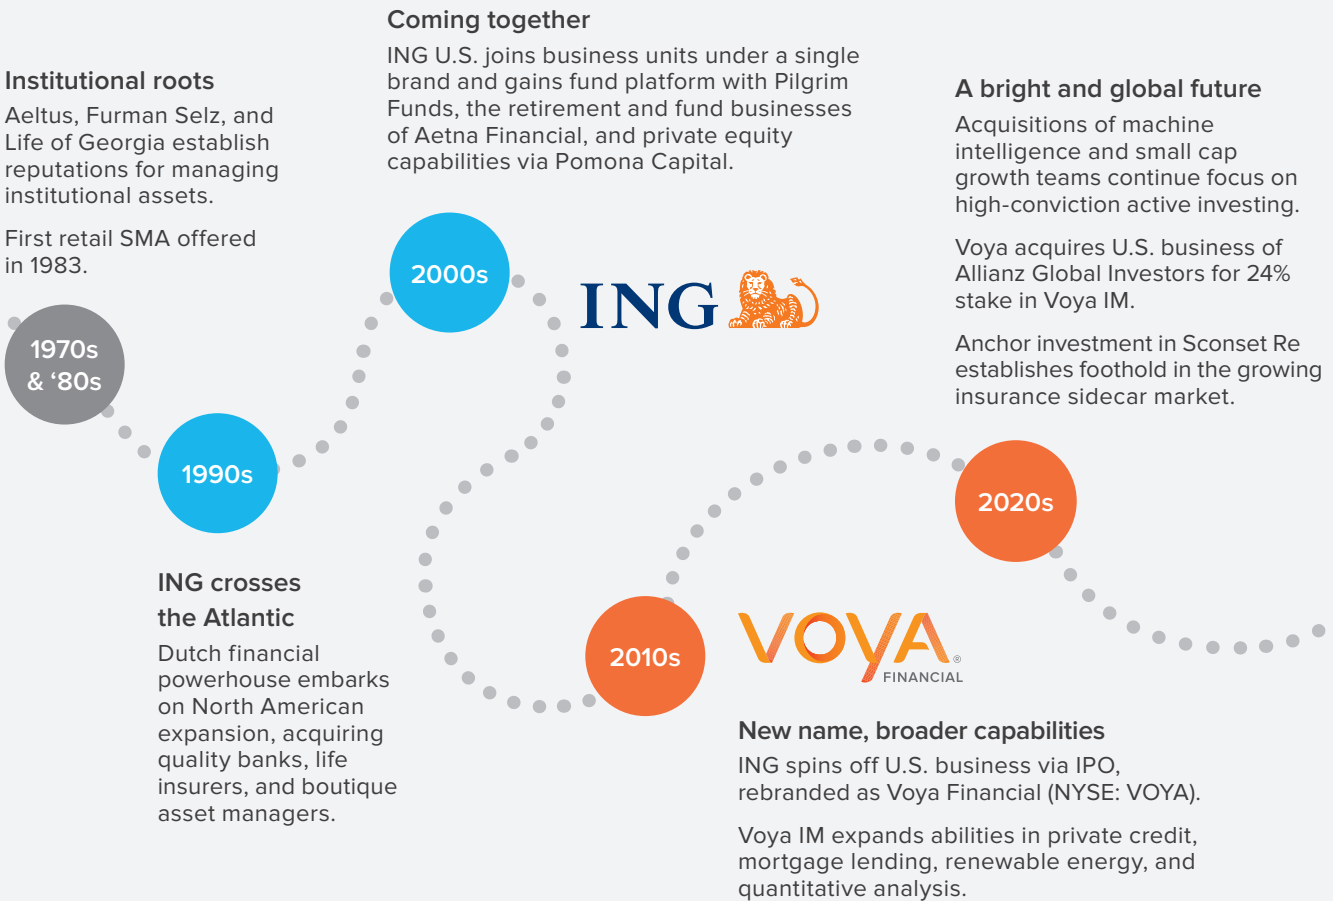 Institutional roots
Aeltus, Furman Selz, and
Life of Georgia establish
reputations for managing
institutional assets.
First retail SMA offered
in 1983.
1970s
& ‘80s
1990s
ING crosses
the Atlantic
Dutch financial
powerhouse embarks
on North American
expansion, acquiring
quality banks, life
insurers, and boutique
asset managers.
Coming together
ING U.S. joins business units under a single
brand and gains fund platform with Pilgrim
Funds, the retirement and fund businesses
of Aetna Financial, and private equity
capabilities via Pomona Capital.
2000s
ING
2010s
VOYA®
FINANCIAL
New name, broader capabilities
ING spins off U.S. business via IPO,
rebranded as Voya Financial (NYSE: VOYA).
Voya IM expands abilities in private credit,
mortgage lending, renewable energy, and
quantitative analysis.
A bright and global future
Acquisitions of machine
intelligence and small cap
growth teams continue focus on
high-conviction active investing.
Voya acquires U.S. business of
Allianz Global Investors for 24%
stake in Voya IM.
Anchor investment in Sconset Re
establishes foothold in the growing
insurance sidecar market.
2020s